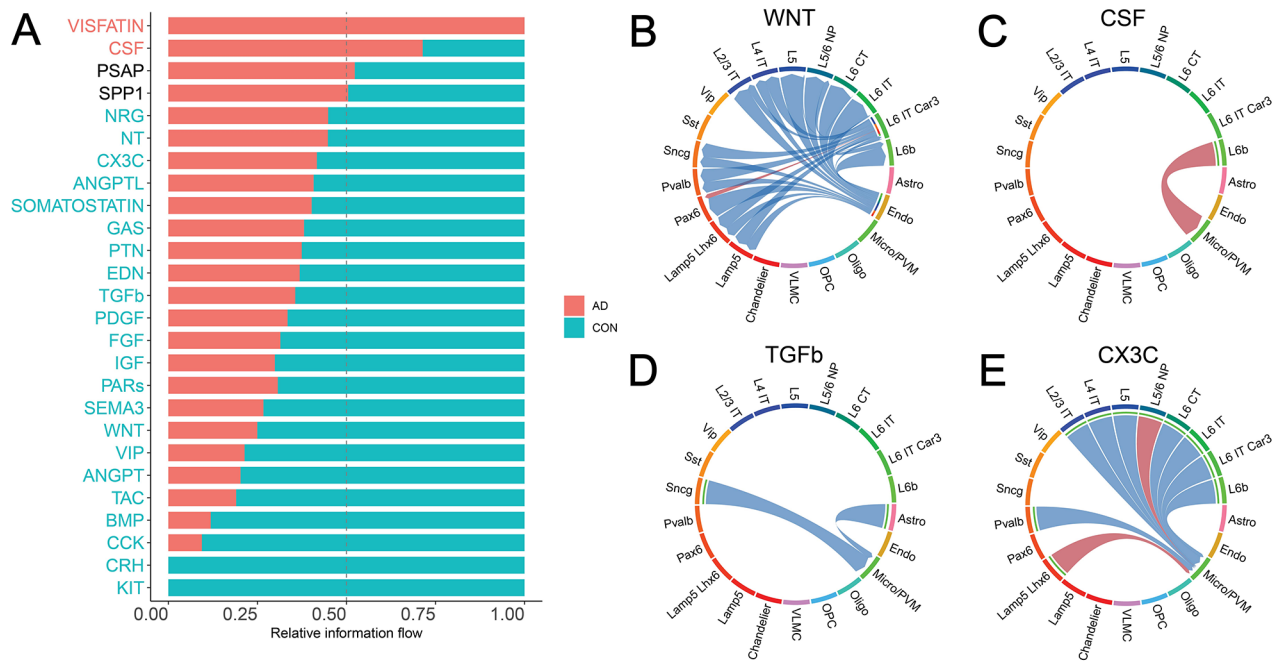 A
VISFATIN
CSF
PSAP
SPP1
NRG
NT
CX3C
ANGPTL
SOMATOSTATIN
GAS
PTN
EDN
TGFb
PDGF
FGF
IGF
PARs
SEMA3
WNT
VIP
ANGPT
TAC
BMP
CCK
CRH
KIT
0.00 0.25 0.50 0.75 1.00
Relative information flow
AD
CON
B
WNT
L2/3 IT
L4 IT
L5
L5/6 NP
L6 CT
L6 IT
L6 IT Car3
L6b
Astro
Endo
Micro/PVM
Oligo
OPC
VLMC
Chandelier
Lamp5
Lamp5 Lhx6
Pax6
Pvalb
Sncg
Sst
Vip
C
CSF
L2/3 IT
L4 IT
L5
L5/6 NP
L6 CT
L6 IT
L6 IT Car3
L6b
Astro
Endo
Micro/PVM
Oligo
OPC
VLMC
Chandelier
Lamp5
Lamp5 Lhx6
Pax6
Pvalb
Sncg
Sst
Vip
D
TGFb
L2/3 IT
L4 IT
L5
L5/6 NP
L6 CT
L6 IT
L6 IT Car3
L6b
Astro
Endo
Micro/PVM
Oligo
OPC
VLMC
Chandelier
Lamp5
Lamp5 Lhx6
Pax6
Pvalb
Sncg
Sst
Vip
E
CX3C
L2/3 IT
L4 IT
L5
L5/6 NP
L6 CT
L6 IT
L6 IT Car3
L6b
Astro
Endo
Micro/PVM
Oligo
OPC
VLMC
Chandelier
Lamp5
Lamp5 Lhx6
Pax6
Pvalb
Sncg
Sst
Vip